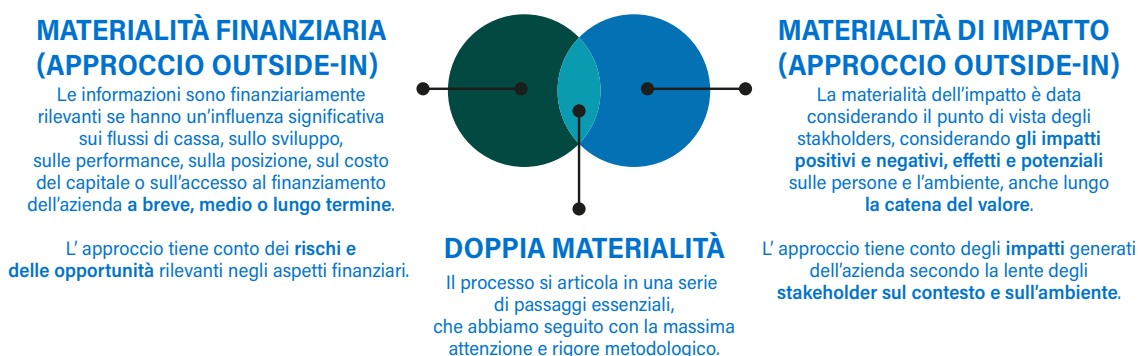 MATERIALITÀ FINANZIARIA
(APPROCCIO OUTSIDE-IN)
Le informazioni sono finanziariamente
rilevanti se hanno un'influenza significativa
sui flussi di cassa, sullo sviluppo,
sulle performance, sulla posizione, sul costo
del capitale o sull'accesso al finanziamento
dell'azienda a breve, medio o lungo termine.
L' approccio tiene conto dei rischi e
delle opportunità rilevanti negli aspetti finanziari.
DOPPIA MATERIALITÀ
Il processo si articola in una serie
di passaggi essenziali,
che abbiamo seguito con la massima
attenzione e rigore metodologico.
MATERIALITÀ DI IMPATTO
(APPROCCIO OUTSIDE-IN)
La materialità dell'impatto è data
considerando il punto di vista degli
stakholders, considerando gli impatti
positivi e negativi, effetti e potenziali
sulle persone e l'ambiente, anche lungo
la catena del valore.
L' approccio tiene conto degli impatti generati
dell'azienda secondo la lente degli
stakeholder sul contesto e sull'ambiente.